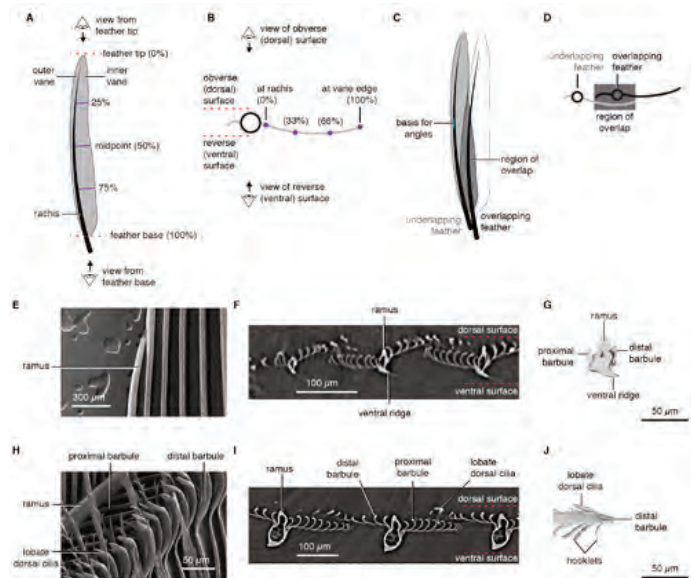 A
view from
feather tip
feather tip (0%)
outer
vane
inner
vane
25%
midpoint (50%)
75%
rachis
feather base (100%)
view from
feather base
B
view of obverse
(dorsal) surface
obverse
(dorsal)
surface
at rachis
(0%)
(33%)
(66%)
at vane edge
(100%)
reverse
(ventral)
surface
view of reverse
(ventral) surface
C
basis for
angles
region of
overlap
underlapping
feather
overlapping
feather
D
underlapping
feather
overlapping
feather
region of
overlap
E
ramus
300 µm
F
ramus
dorsal surface
100 µm
ventral surface
ventral ridge
G
ramus
proximal
barbule
distal
barbule
ventral ridge
50 µm
H
proximal barbule
distal barbule
ramus
lobate
dorsal cilia
50 µm
I
ramus
distal
barbule
proximal
barbule
lobate
dorsal cilia
dorsal surface
100 µm
ventral surface
J
lobate
dorsal cilia
distal
barbule
hooklets
50 µm